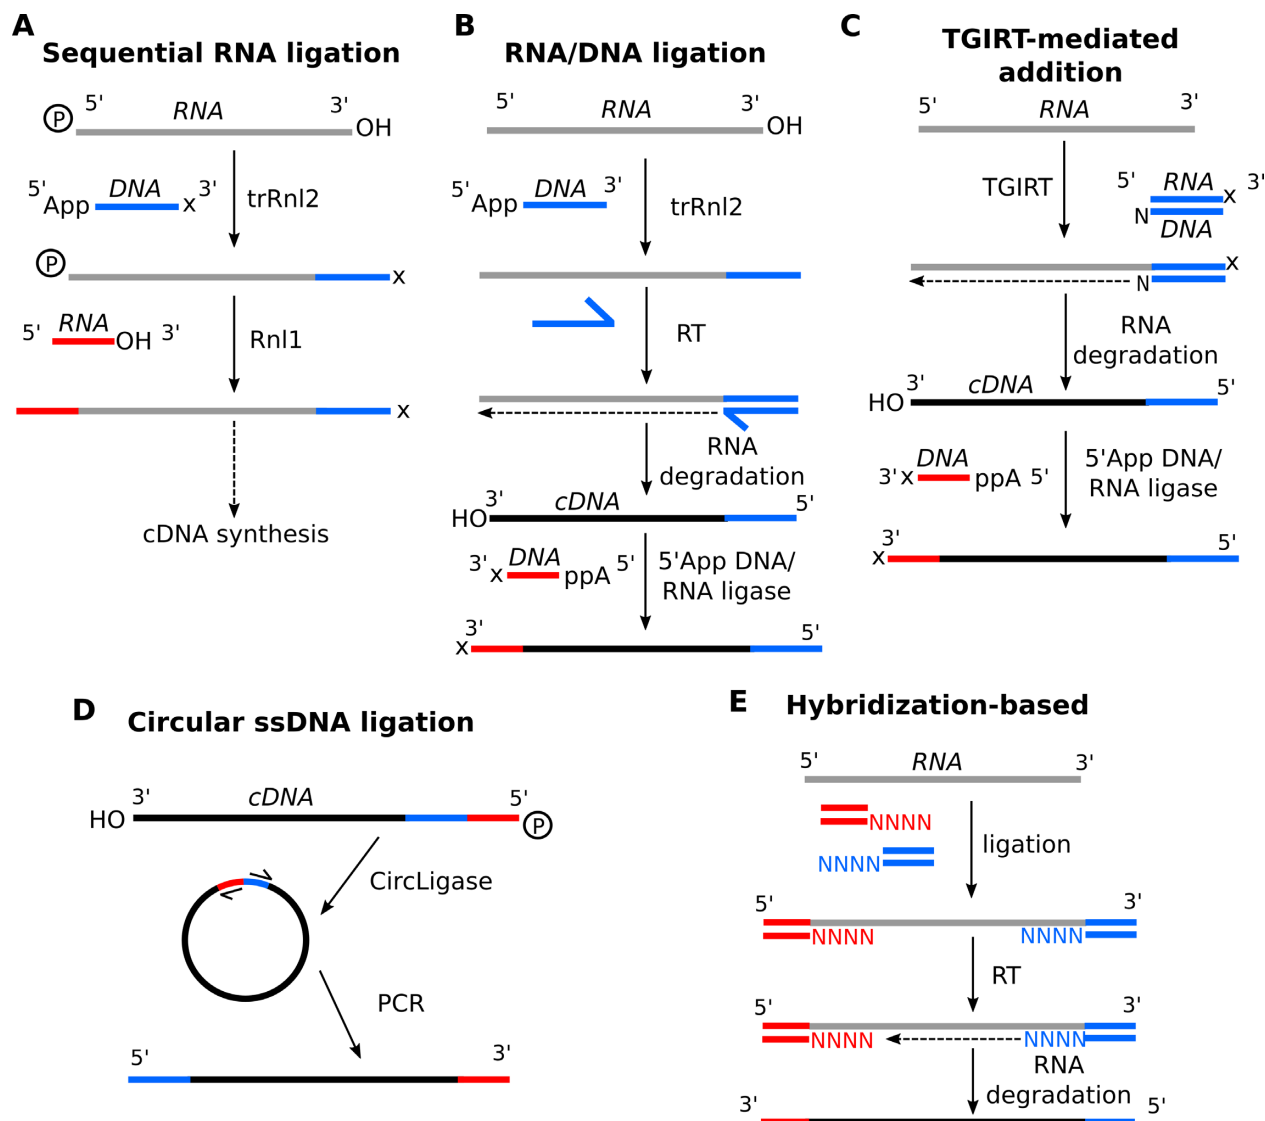 A
Sequential RNA ligation
5' RNA 3'
P
OH
5' DNA 3'
App x
trRnl2
P
x
5' RNA OH 3'
Rnl1
x
cDNA synthesis
B
RNA/DNA ligation
5' RNA 3'
OH
5' DNA 3'
App
trRnl2
RT
RNA
degradation
3' cDNA 5'
HO
3' x DNA ppA 5'
5'App DNA/
RNA ligase
3' 5'
x
C
TGIRT-mediated
addition
5' RNA 3'
TGIRT
5' RNA x 3'
N
DNA
x
N
RNA
degradation
3' cDNA 5'
HO
3' x DNA ppA 5'
5'App DNA/
RNA ligase
3' 5'
x
D
Circular ssDNA ligation
3' cDNA 5'
HO
P
CircLigase
PCR
5' 3'
E
Hybridization-based
5' RNA 3'
NNNN
NNNN
ligation
5' 3'
NNNN NNNN
RT
5' 3'
NNNN NNNN
RNA
degradation
3' 5'